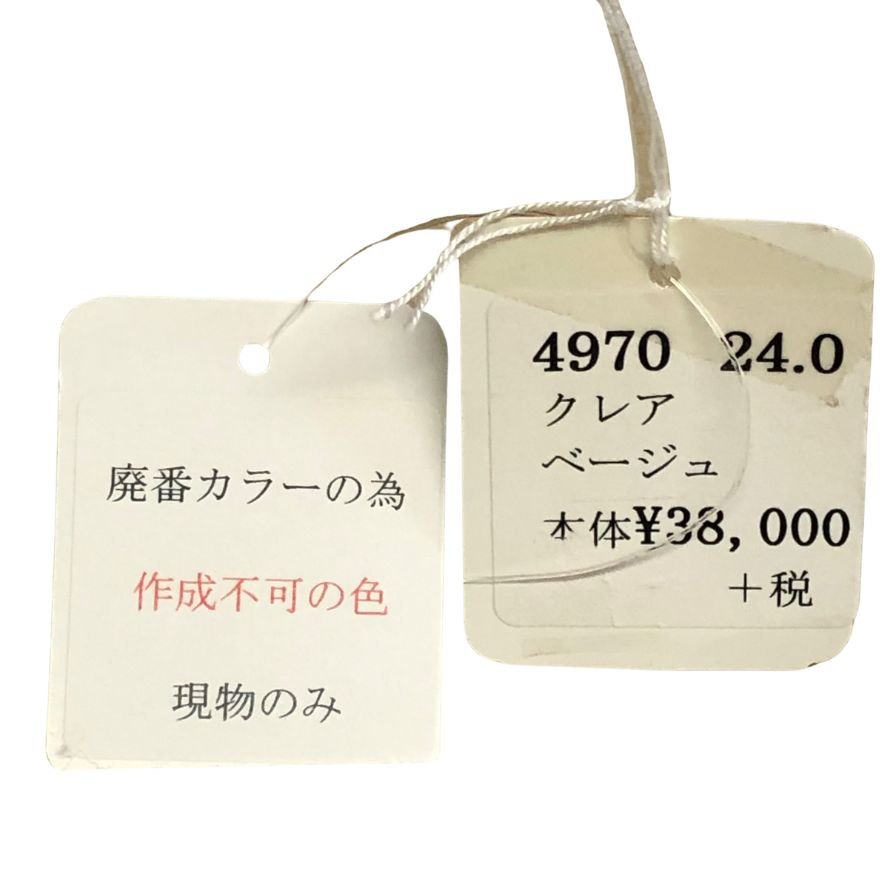 廃番カラーの為
作成不可の色
現物のみ
4970 24.0
クレア
ベージュ
本体¥38,000
+税